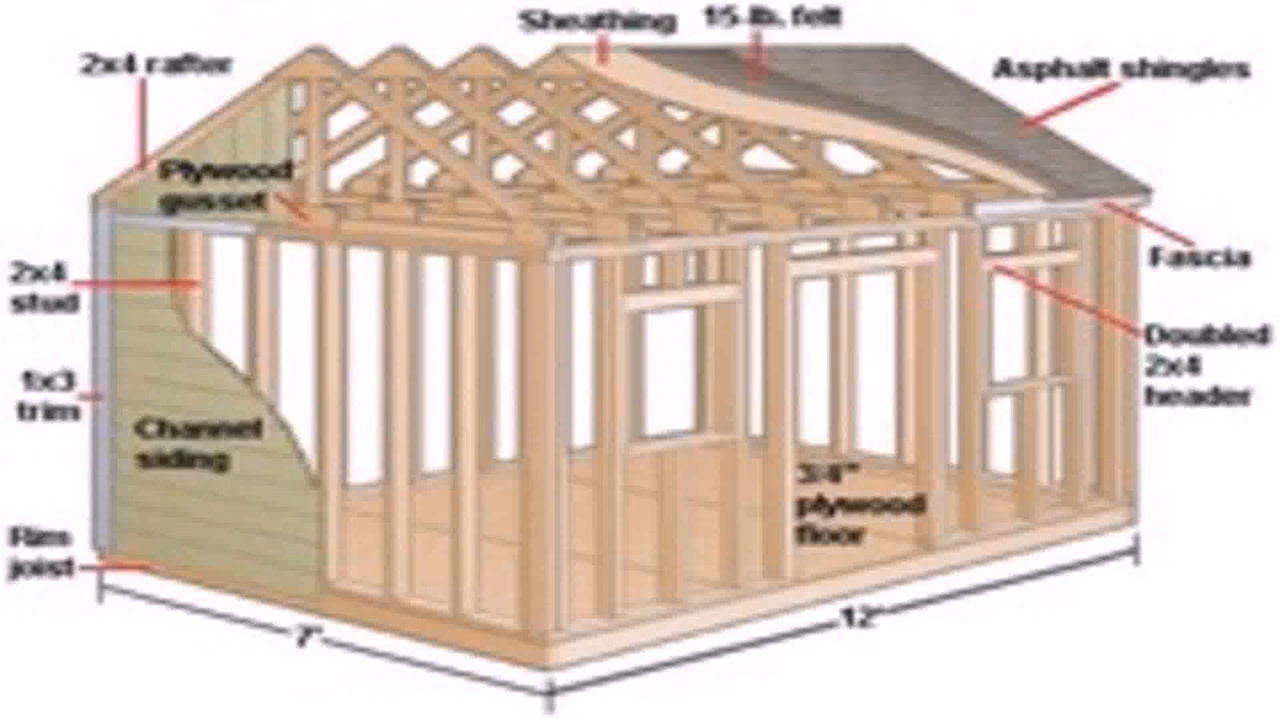 Sheathing
15-lb. felt
2x4 rafter
Asphalt shingles
Plywood
gusset
Fascia
2x4
stud
Doubled
2x4
header
1x3
trim
Channel
siding
3/4"
plywood
floor
Rim
joist
12'
7'